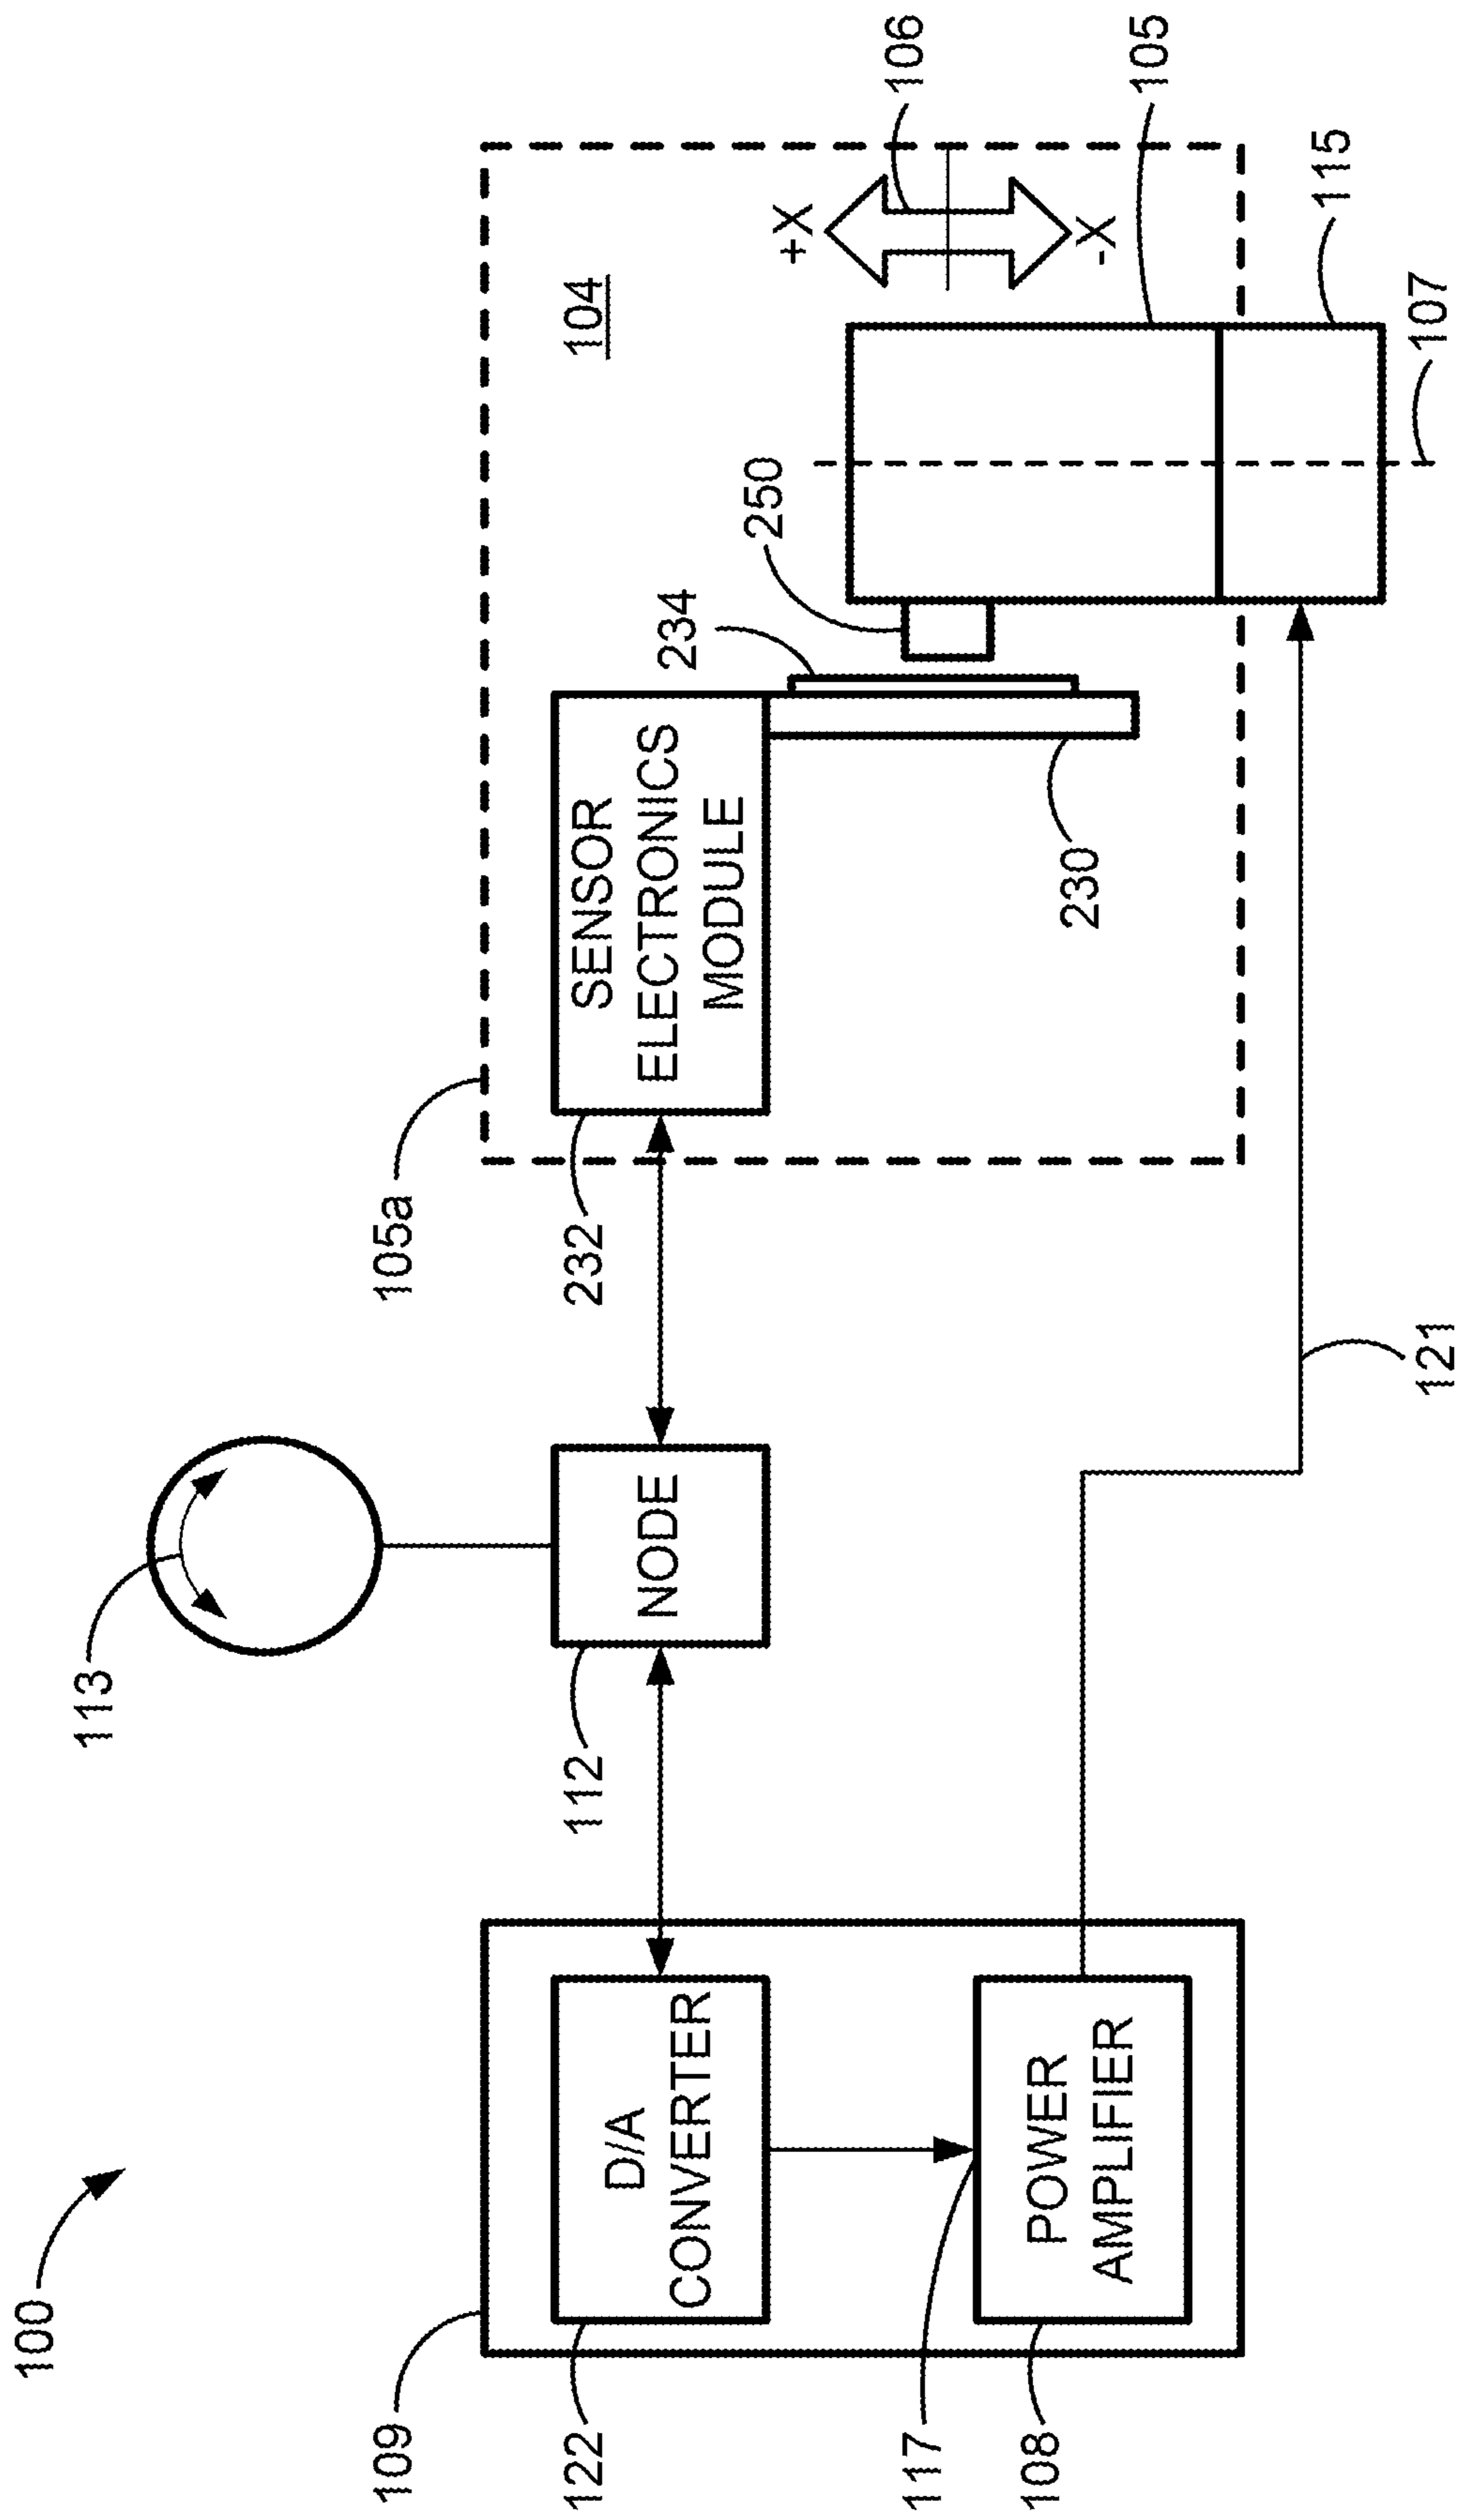 100
113
109
105a
122
D/A
CONVERTER
112
NODE
232
SENSOR
ELECTRONICS
MODULE
104
234
250
+X
106
117
108
POWER
AMPLIFIER
230
-X
105
115
121
107